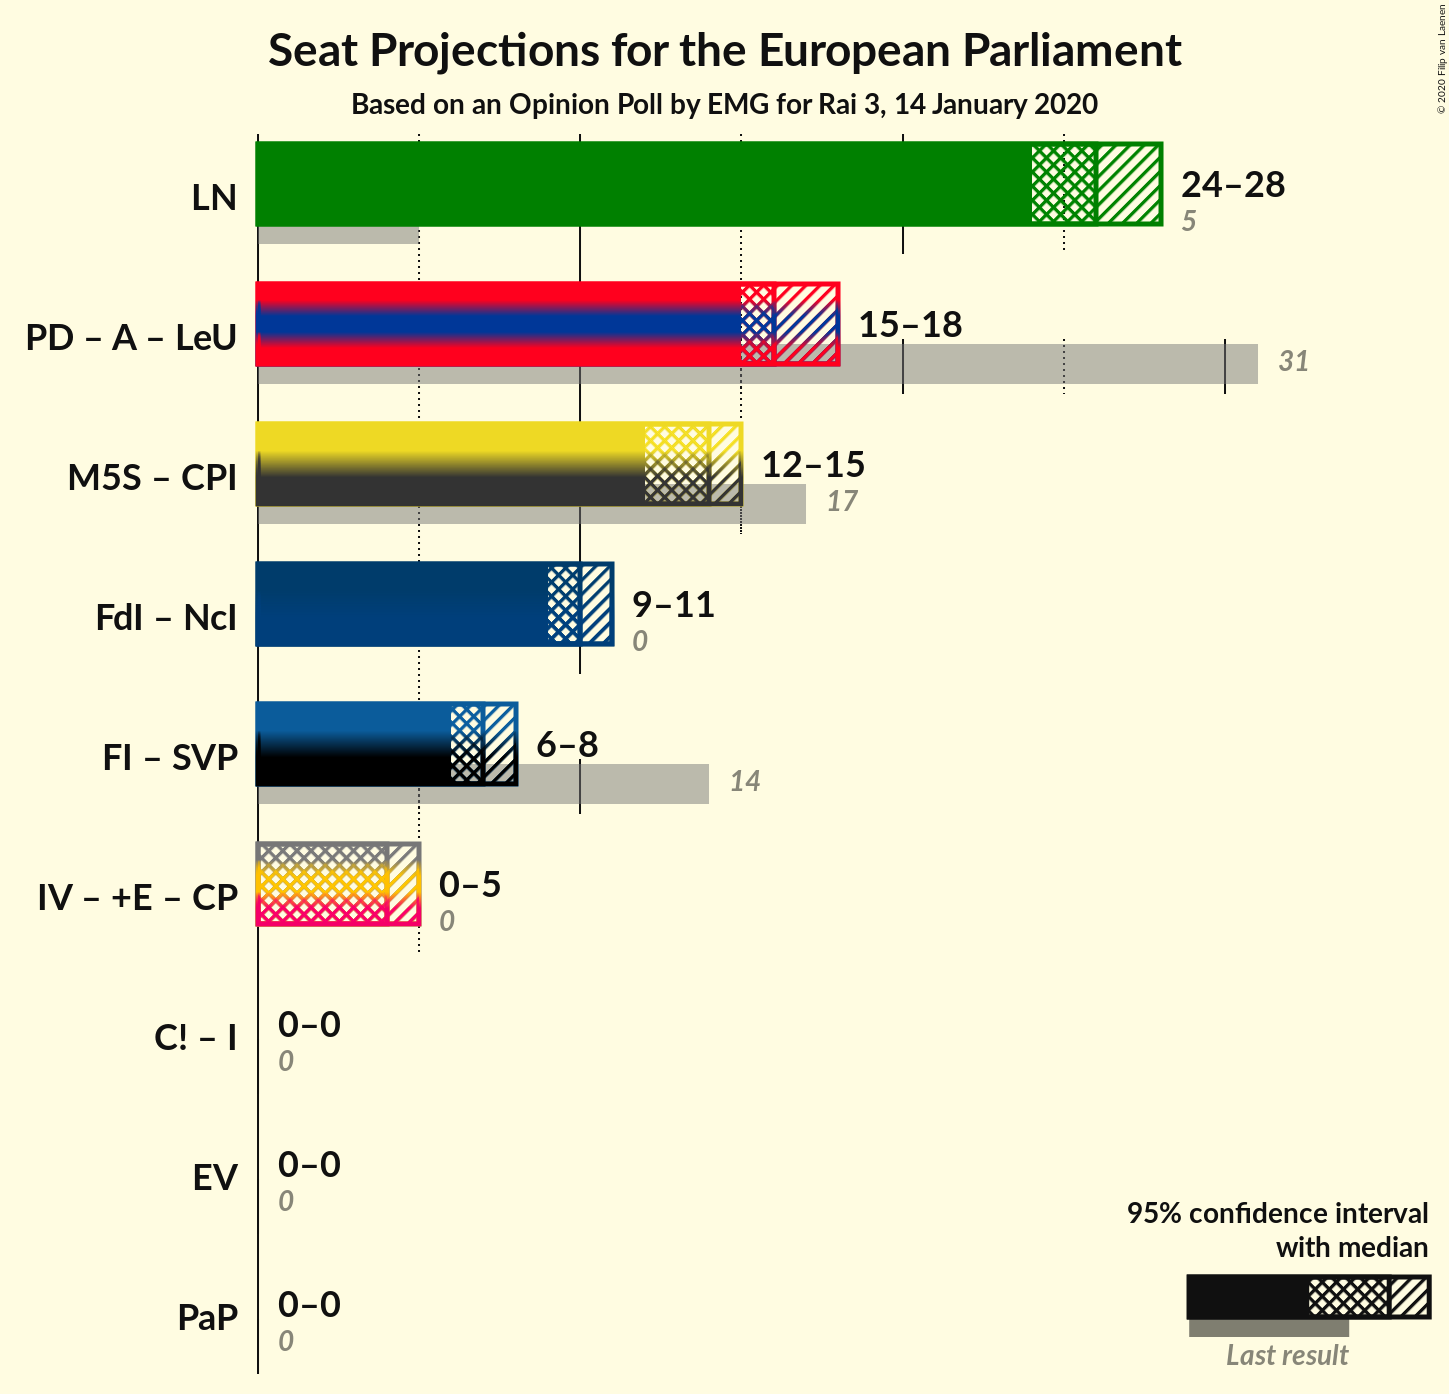 Seat Projections for the European Parliament
Based on an Opinion Poll by EMG for Rai 3, 14 January 2020
© 2020 Filip van Laenen
LN
24–28
5
PD – A – LeU
15–18
31
M5S – CPI
12–15
17
FdI – NcI
9–11
0
FI – SVP
6–8
14
IV – +E – CP
0–5
0
C! – I
0–0
0
EV
0–0
0
PaP
0–0
0
95% confidence interval
with median
Last result